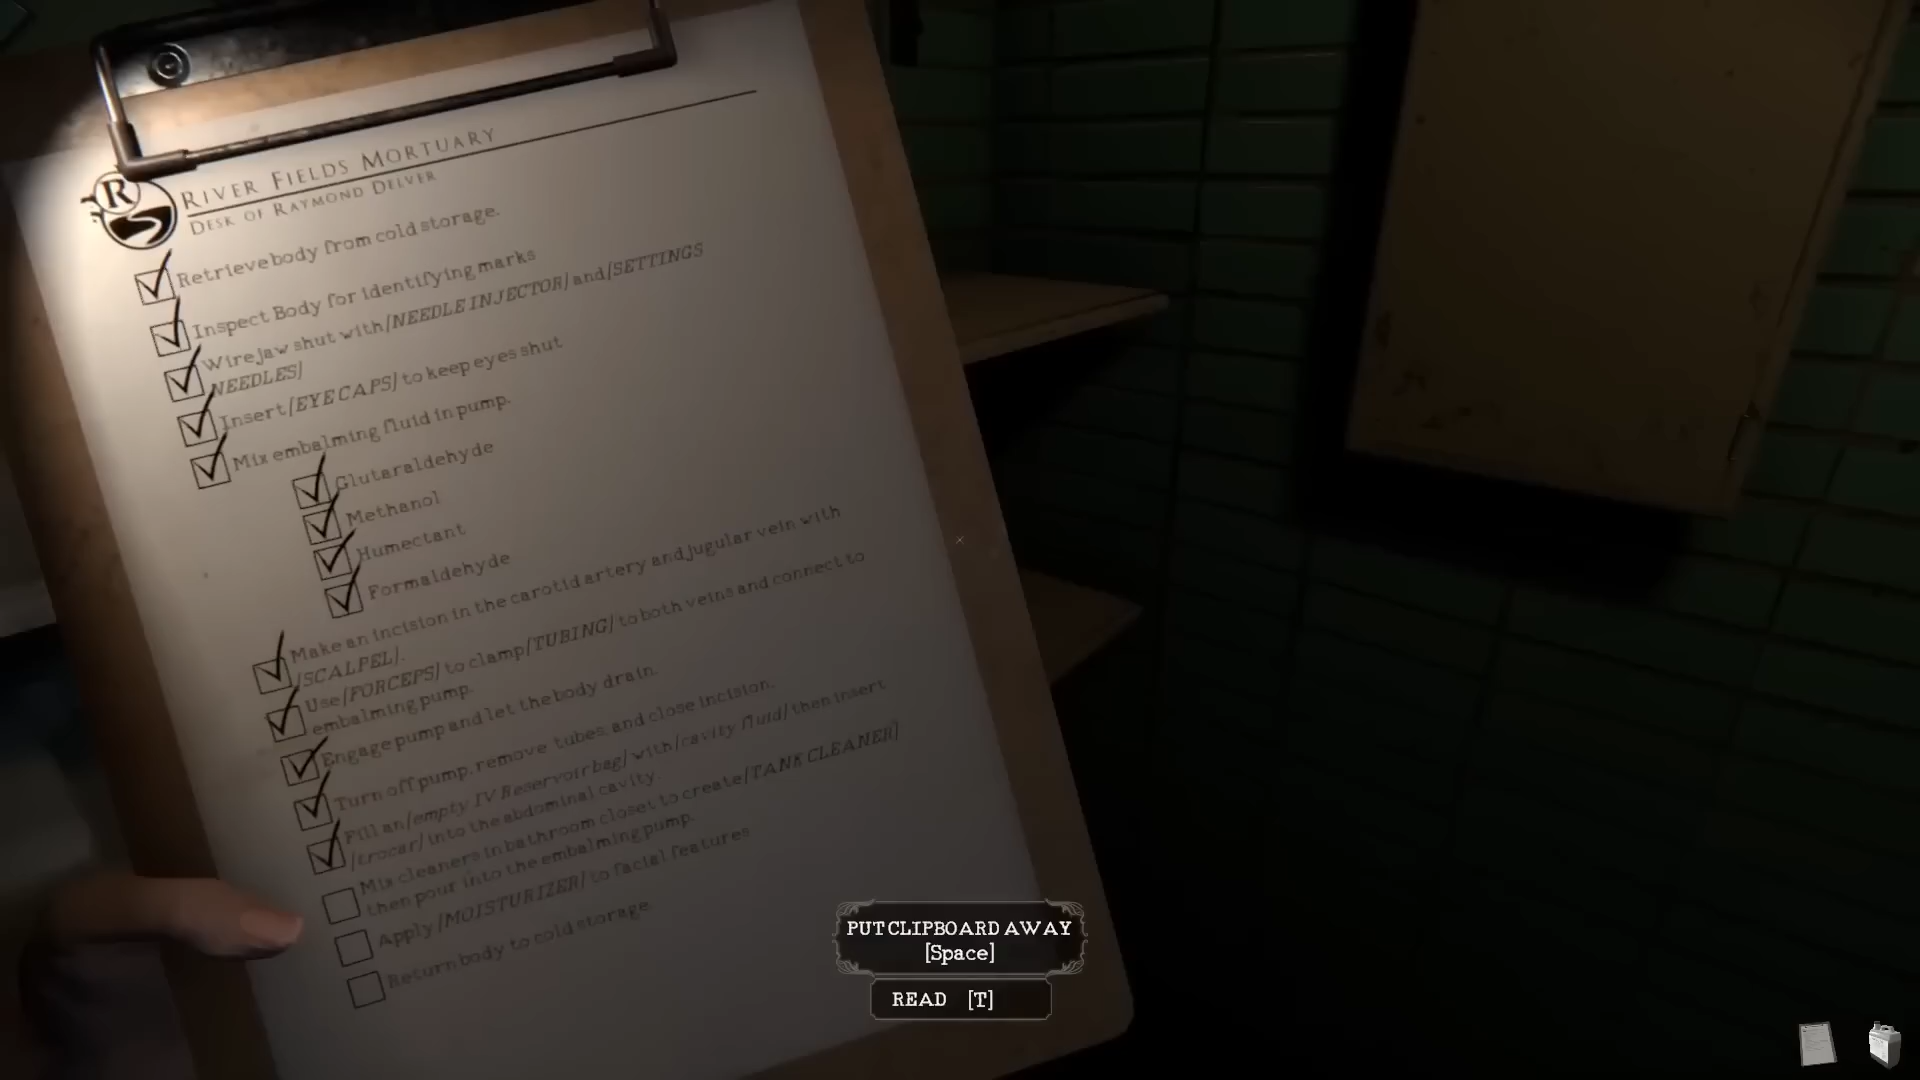 R
RIVER FIELDS MORTUARY
DESK OF RAYMOND DELVER
Retrieve body from cold storage.
Inspect Body for identifying marks
Wire jaw shut with [NEEDLE INJECTOR] and [SETTINGS
NEEDLES]
Insert [EYE CAPS] to keep eyes shut
Mix embalming fluid in pump.
Glutaraldehyde
Methanol
Humectant
Formaldehyde
Make an incision in the carotid artery and jugular vein with
[SCALPEL].
Use [FORCEPS] to clamp [TUBING] to both veins and connect to
embalming pump.
Engage pump and let the body drain.
Turn off pump, remove tubes, and close incision.
Fill an [empty IV Reservoir bag] with [cavity fluid] then insert
[trocar] into the abdominal cavity.
Mix cleaners in bathroom closet to create [TANK CLEANER]
then pour into the embalming pump.
Apply [MOISTURIZER] to facial features
Return body to cold storage.
PUT CLIPBOARD AWAY
[Space]
READ [T]